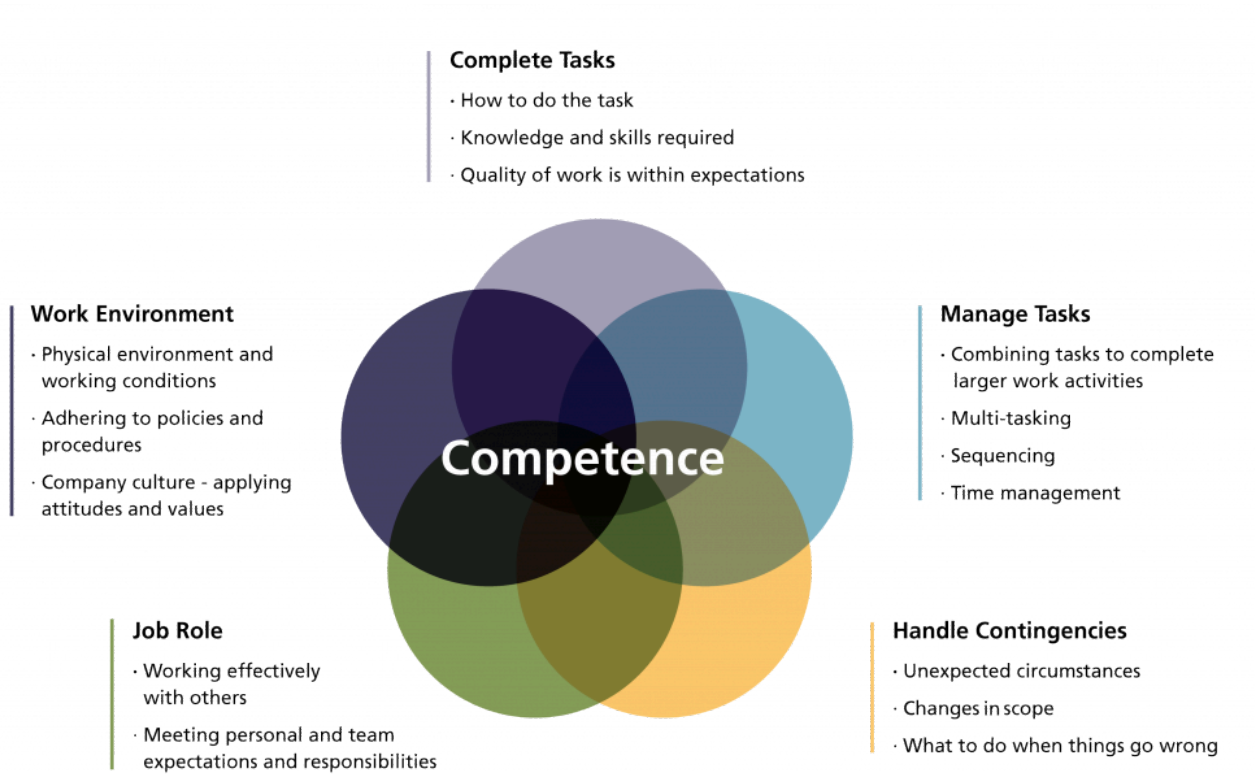 Complete Tasks
· How to do the task
· Knowledge and skills required
· Quality of work is within expectations
Work Environment
· Physical environment and
working conditions
· Adhering to policies and
procedures
· Company culture - applying
attitudes and values
Manage Tasks
· Combining tasks to complete
larger work activities
· Multi-tasking
· Sequencing
· Time management
Competence
Job Role
· Working effectively
with others
· Meeting personal and team
expectations and responsibilities
Handle Contingencies
· Unexpected circumstances
· Changes in scope
· What to do when things go wrong